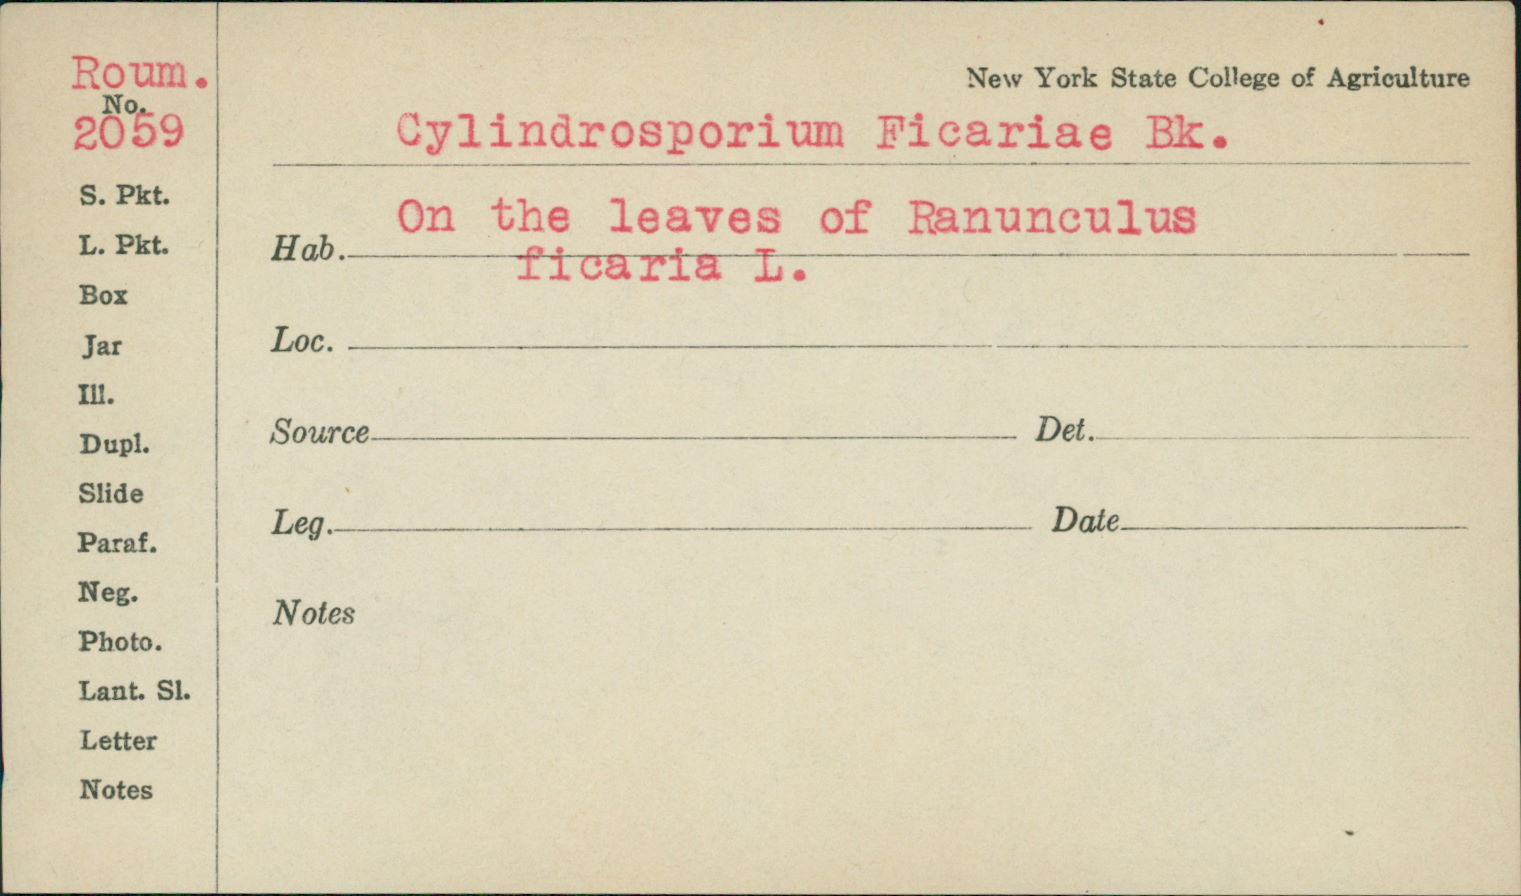 Roum.
No.
2059
S. Pkt.
L. Pkt.
Box
Jar
Ill.
Dupl.
Slide
Paraf.
Neg.
Photo.
Lant. Sl.
Letter
Notes
New York State College of Agriculture
Cylindrosporium Ficariae Bk.
On the leaves of Ranunculus
Hab.
ficaria L.
Loc.
Source Det.
Leg. Date
Notes